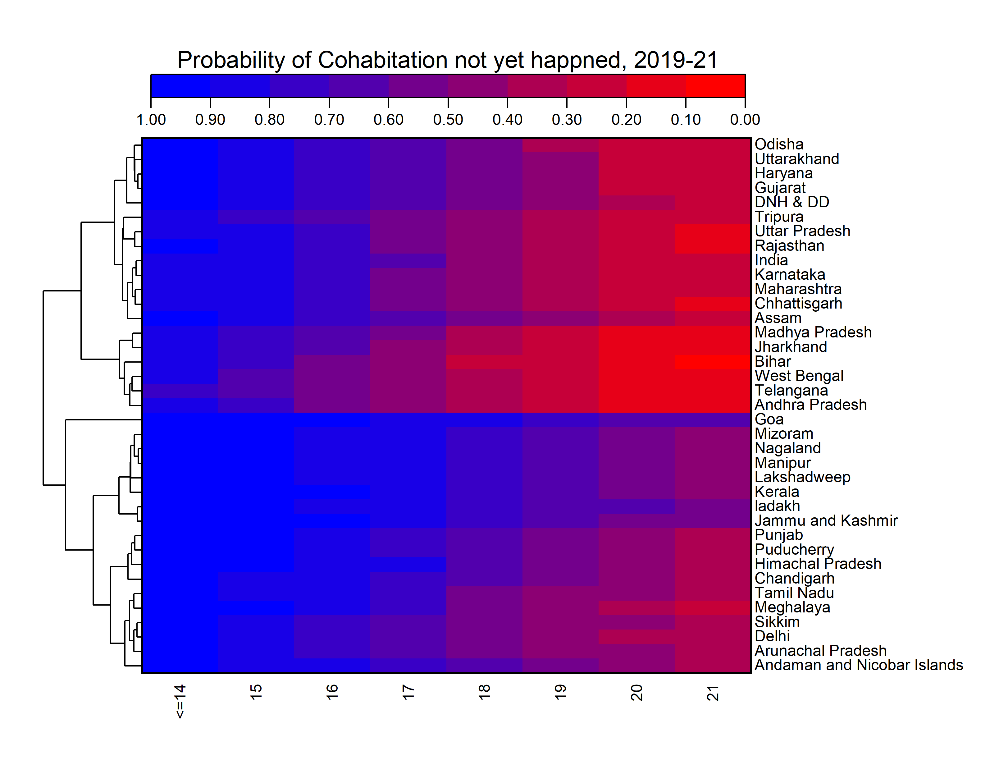 Probability of Cohabitation not yet happned, 2019-21
1.00 0.90 0.80 0.70 0.60 0.50 0.40 0.30 0.20 0.10 0.00
Odisha
Uttarakhand
Haryana
Gujarat
DNH & DD
Tripura
Uttar Pradesh
Rajasthan
India
Karnataka
Maharashtra
Chhattisgarh
Assam
Madhya Pradesh
Jharkhand
Bihar
West Bengal
Telangana
Andhra Pradesh
Goa
Mizoram
Nagaland
Manipur
Lakshadweep
Kerala
ladakh
Jammu and Kashmir
Punjab
Puducherry
Himachal Pradesh
Chandigarh
Tamil Nadu
Meghalaya
Sikkim
Delhi
Arunachal Pradesh
Andaman and Nicobar Islands
<=14 15 16 17 18 19 20 21